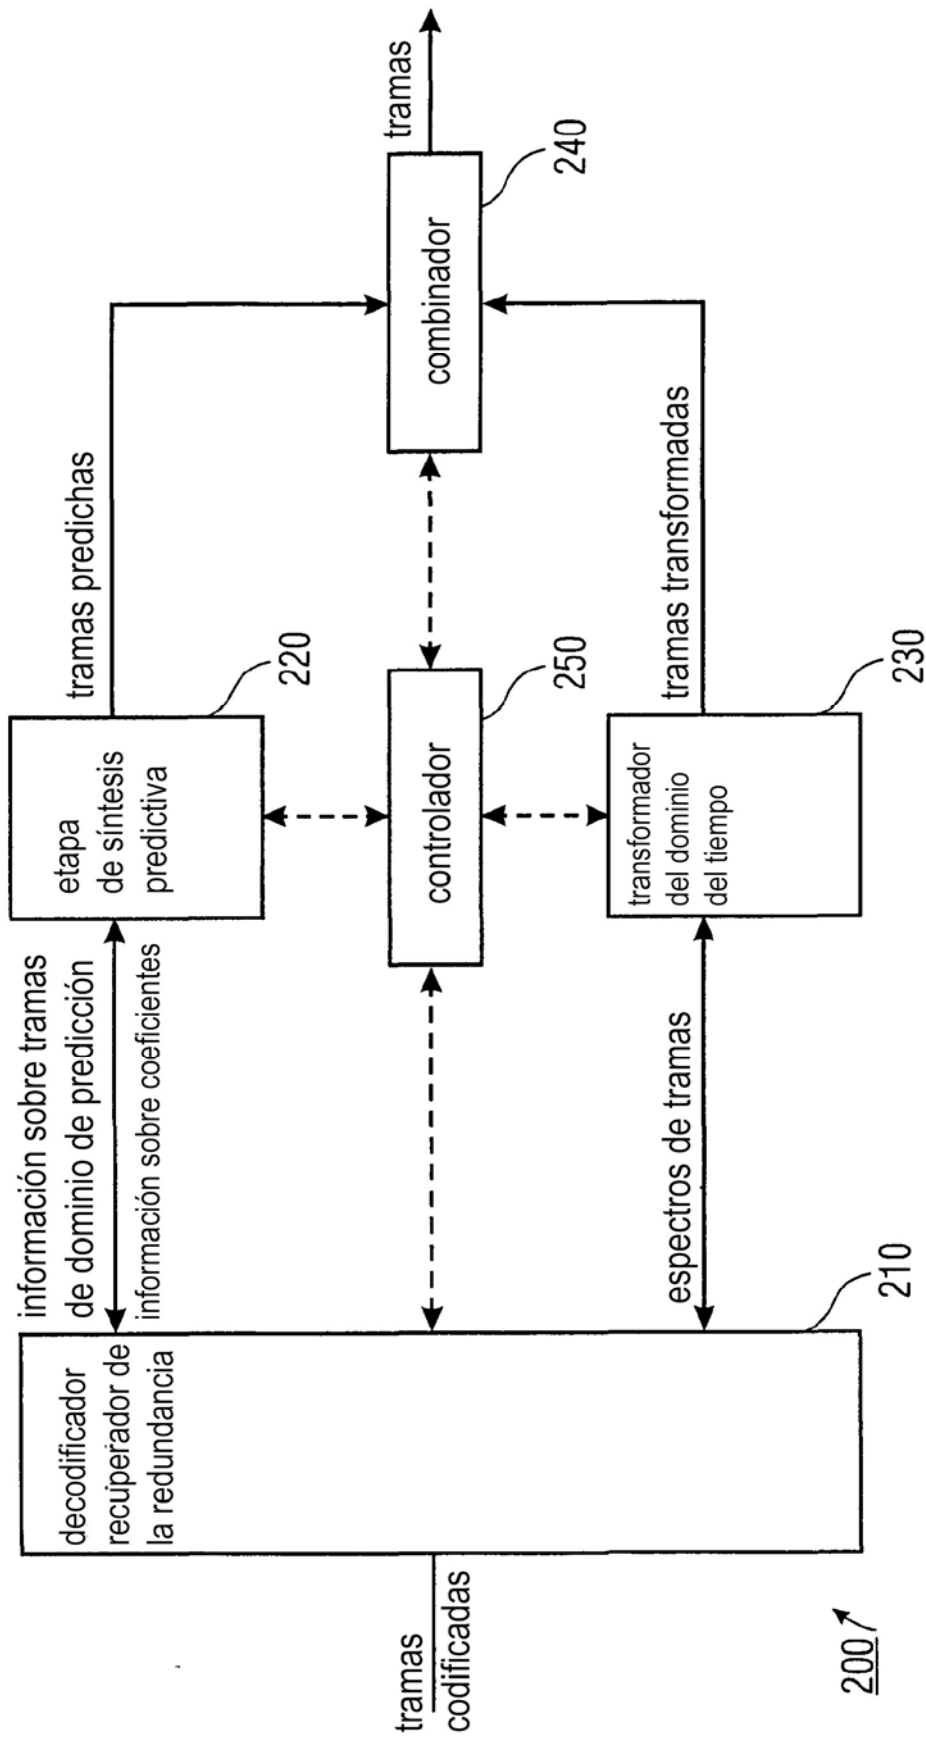 tramas
codificadas
decodificador
recuperador de
la redundancia
210
información sobre tramas
de dominio de predicción
información sobre coeficientes
espectros de tramas
etapa
de síntesis
predictiva
220
controlador
250
transformador
del dominio
del tiempo
230
tramas predichas
tramas transformadas
combinador
240
tramas
200